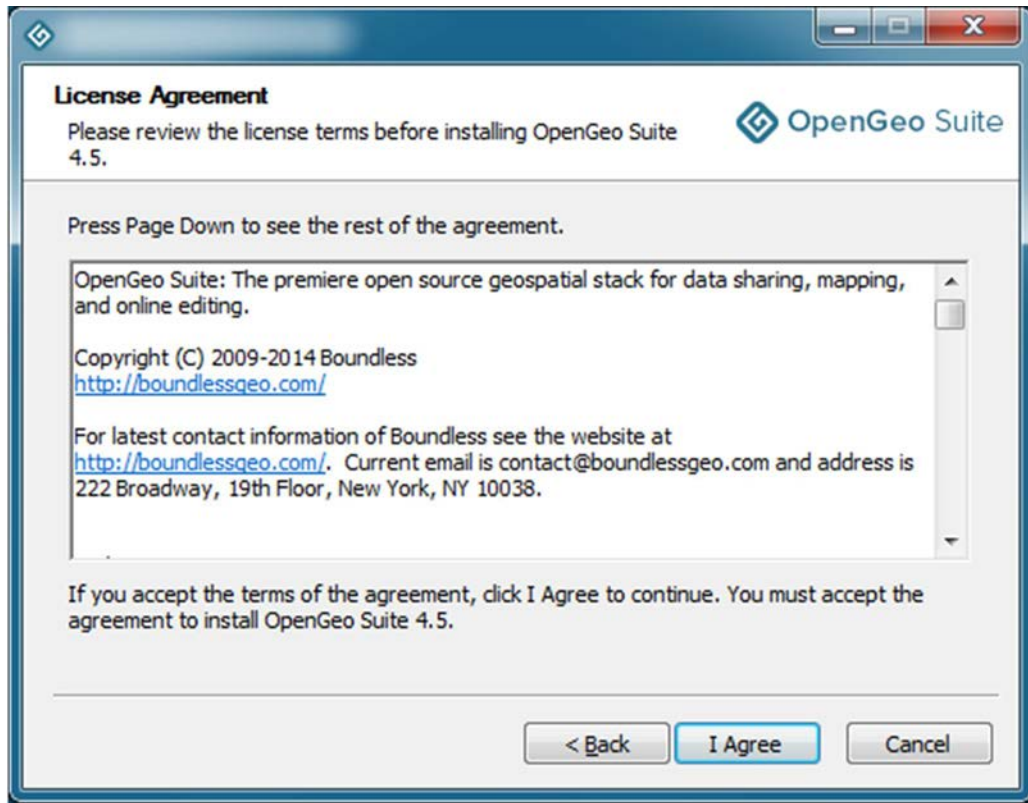 License Agreement
Please review the license terms before installing OpenGeo Suite
4.5.
OpenGeo Suite
Press Page Down to see the rest of the agreement.
OpenGeo Suite: The premiere open source geospatial stack for data sharing, mapping,
and online editing.
Copyright (C) 2009-2014 Boundless
http://boundlessgeo.com/
For latest contact information of Boundless see the website at
http://boundlessgeo.com/. Current email is contact@boundlessgeo.com and address is
222 Broadway, 19th Floor, New York, NY 10038.
If you accept the terms of the agreement, click I Agree to continue. You must accept the
agreement to install OpenGeo Suite 4.5.
< Back
I Agree
Cancel